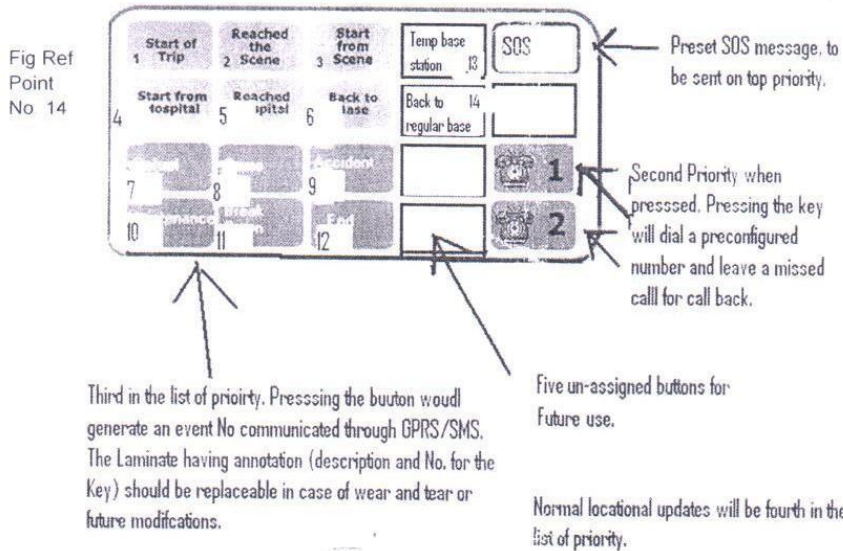 Fig Ref
Point
No 14
1 Start of Trip
2 Reached the Scene
3 Start from Scene
Temp base station 13
SOS
4 Start from
5 Reached
6 Back to
Back to 14 regular base
7
8
9 Accident
1
10
11
12 End
2
Preset SOS message, to
be sent on top priority.
Second Priority when
presssed. Pressing the key
will dial a preconfigured
number and leave a missed
calll for call back.
Third in the list of prioirty. Presssing the buuton woudl
generate an event No communicated through GPRS/SMS.
The Laminate having annotation (description and No. for the
Key) should be replaceable in case of wear and tear or
future modifcations.
Five un-assigned buttons for
Future use.
Normal locational updates will be fourth in the
list of priority.